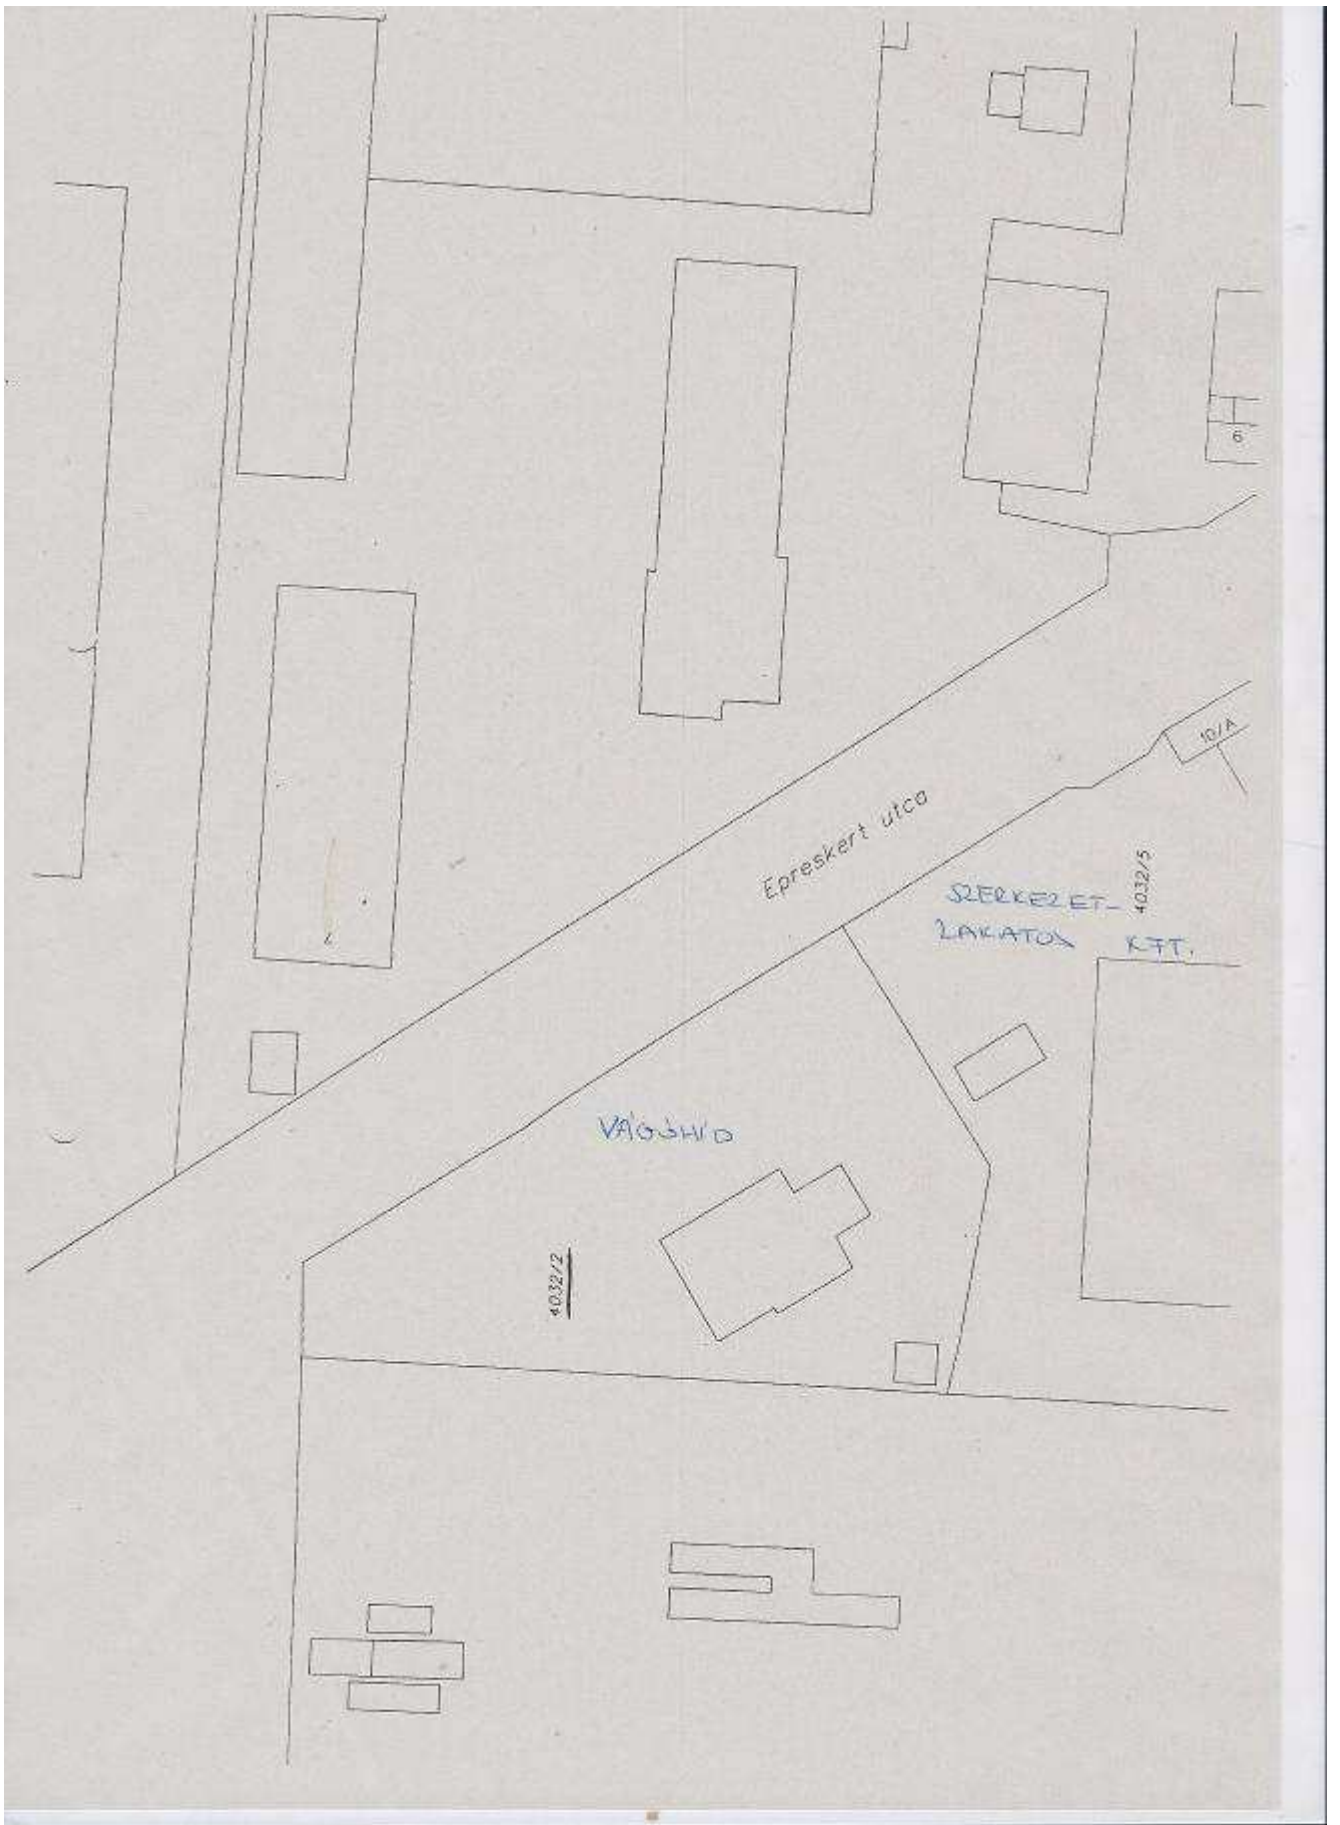 6
10/A
Epreskert utca
4032/5
SZERKEZET-
LAKATOS KFT.
VÁGÓHÍD
4032/2